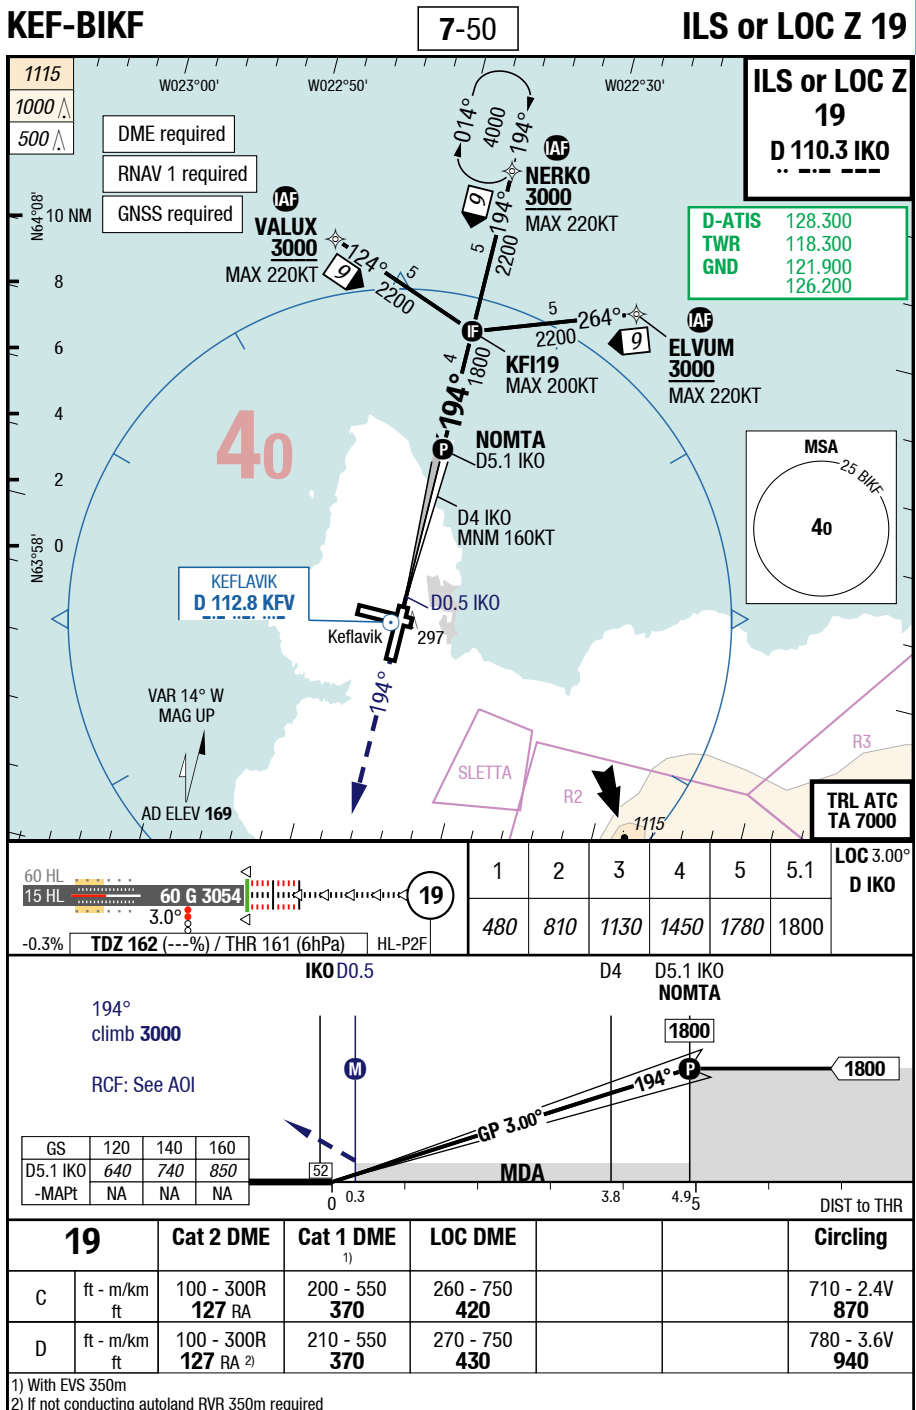 KEF-BIKF
7-50
ILS or LOC Z 19
1115
1000
500
DME required
RNAV 1 required
GNSS required
W023°00'
W022°50'
W022°30'
ILS or LOC Z
19
D 110.3 IKO
D-ATIS 128.300
TWR 118.300
GND 121.900
126.200
N64°08'
10 NM
8
6
4
2
0
N63°58'
014°
4000
194°
IAF
NERKO
3000
MAX 220KT
6
194°
5
2200
IAF
VALUX
3000
MAX 220KT
6
124°
5
2200
IF
KFI19
MAX 200KT
5
264°
2200
6
IAF
ELVUM
3000
MAX 220KT
4
1800
194°
40
P
NOMTA
D5.1 IKO
D4 IKO
MNM 160KT
MSA
25 BIKF
40
KEFLAVIK
D 112.8 KFV
D0.5 IKO
Keflavik
297
194°
VAR 14° W
MAG UP
AD ELEV 169
SLETTA
R2
R3
1115
TRL ATC
TA 7000
60 HL
15 HL
60 G 3054
3.0°
19
-0.3%
TDZ 162 (---%) / THR 161 (6hPa)
HL-P2F
1 2 3 4 5 5.1 LOC 3.00°
D IKO
480 810 1130 1450 1780 1800
IKO D0.5
D4
D5.1 IKO
NOMTA
194°
climb 3000
RCF: See AOI
M
1800
P
1800
194°
GP 3.00°
MDA
52
0 0.3 3.8 4.9 5
DIST to THR
GS 120 140 160
D5.1 IKO 640 740 850
-MAPt NA NA NA
19 Cat 2 DME Cat 1 DME LOC DME Circling
1)
C ft - m/km 100 - 300R 200 - 550 260 - 750 710 - 2.4V
ft 127 RA 370 420 870
D ft - m/km 100 - 300R 210 - 550 270 - 750 780 - 3.6V
ft 127 RA 2) 370 430 940
1) With EVS 350m
2) If not conducting autoland RVR 350m required